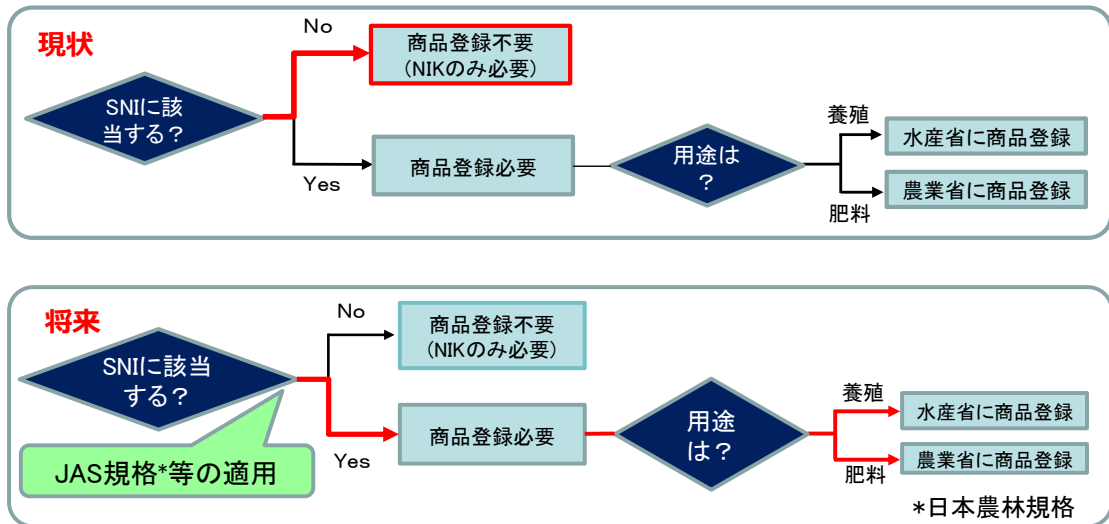 現状
No
商品登録不要
(NIKのみ必要)
SNIに該
当する？
Yes
商品登録必要
用途は
？
養殖
水産省に商品登録
農業省に商品登録
肥料
将来
No
商品登録不要
(NIKのみ必要)
SNIに該当
する？
JAS規格*等の適用
Yes
商品登録必要
用途
は？
養殖
水産省に商品登録
農業省に商品登録
肥料
*日本農林規格